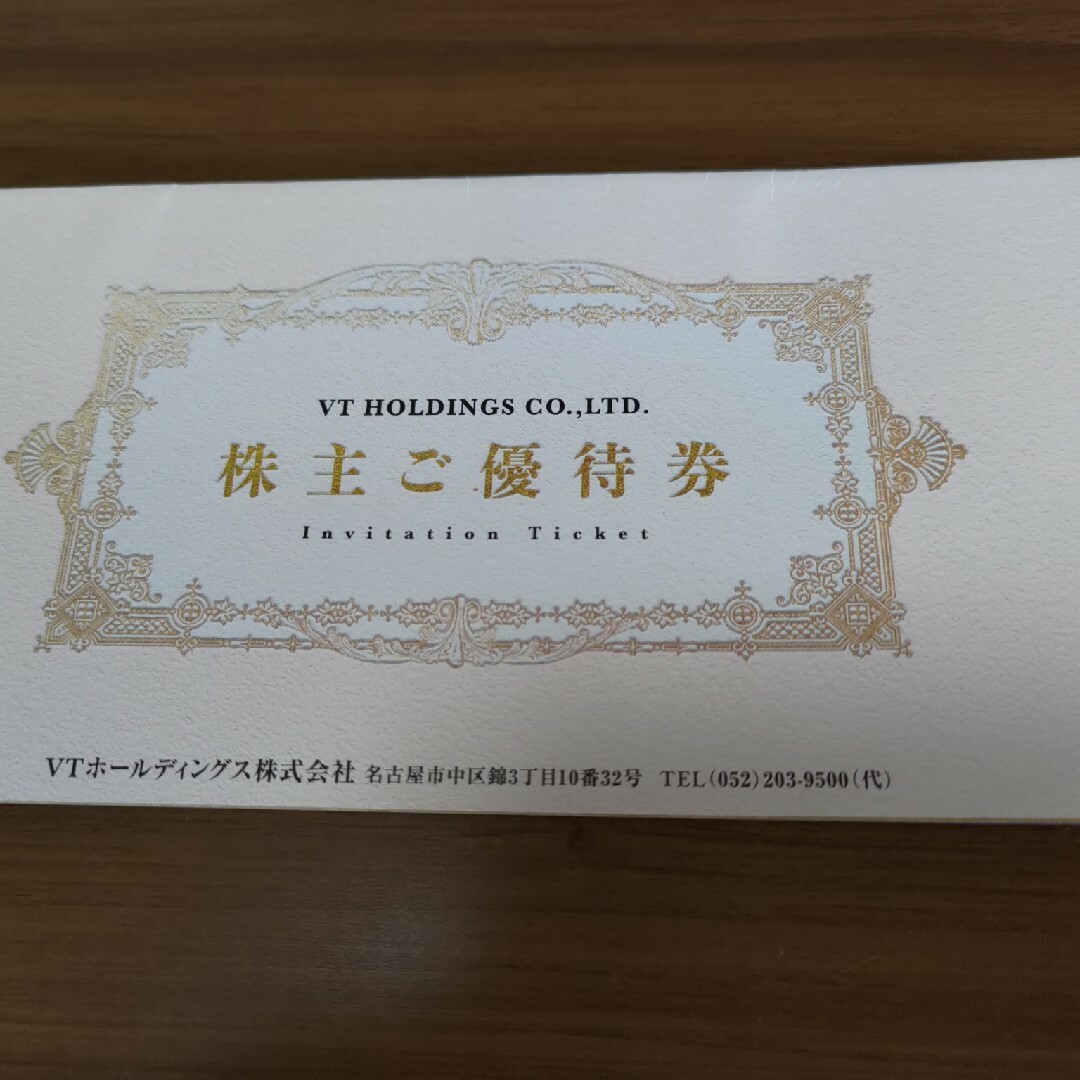 VT HOLDINGS CO.,LTD.
株主ご優待券
Invitation Ticket
VTホールディングス株式会社 名古屋市中区錦3丁目10番32号 TEL(052)203-9500(代)